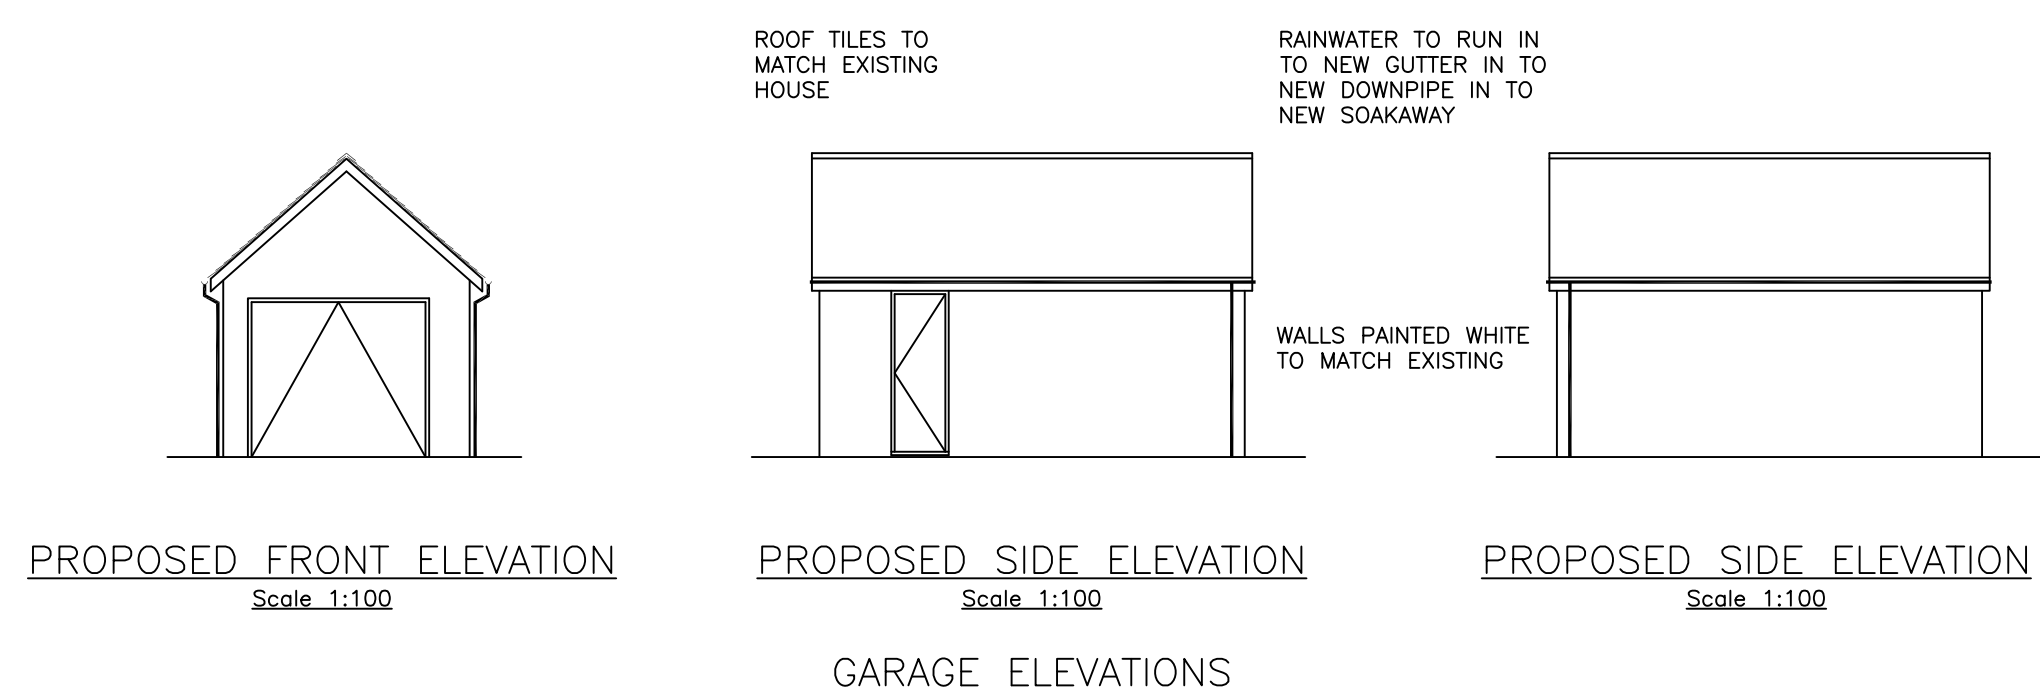 ROOF TILES TO
MATCH EXISTING
HOUSE
RAINWATER TO RUN IN
TO NEW GUTTER IN TO
NEW DOWNPIPE IN TO
NEW SOAKAWAY
WALLS PAINTED WHITE
TO MATCH EXISTING
PROPOSED FRONT ELEVATION
Scale 1:100
PROPOSED SIDE ELEVATION
Scale 1:100
PROPOSED SIDE ELEVATION
Scale 1:100
GARAGE ELEVATIONS